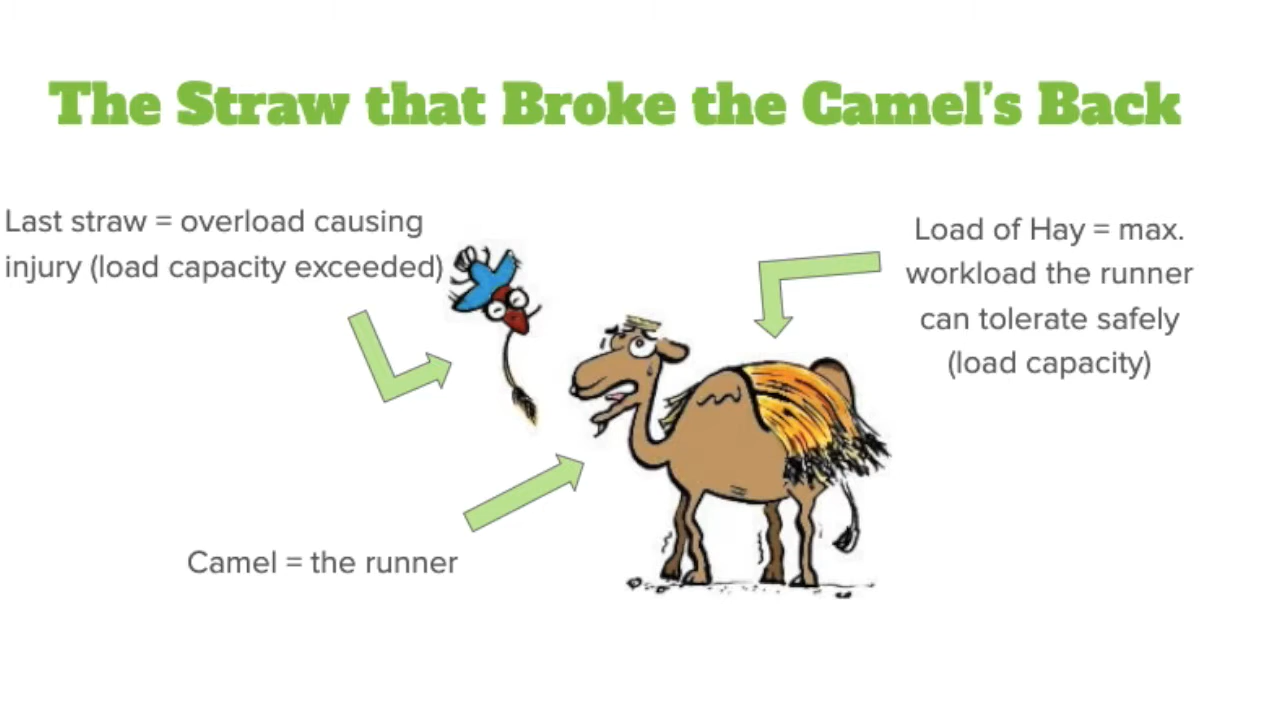 The Straw that Broke the Camel's Back
Last straw = overload causing
injury (load capacity exceeded)
Load of Hay = max.
workload the runner
can tolerate safely
(load capacity)
Camel = the runner